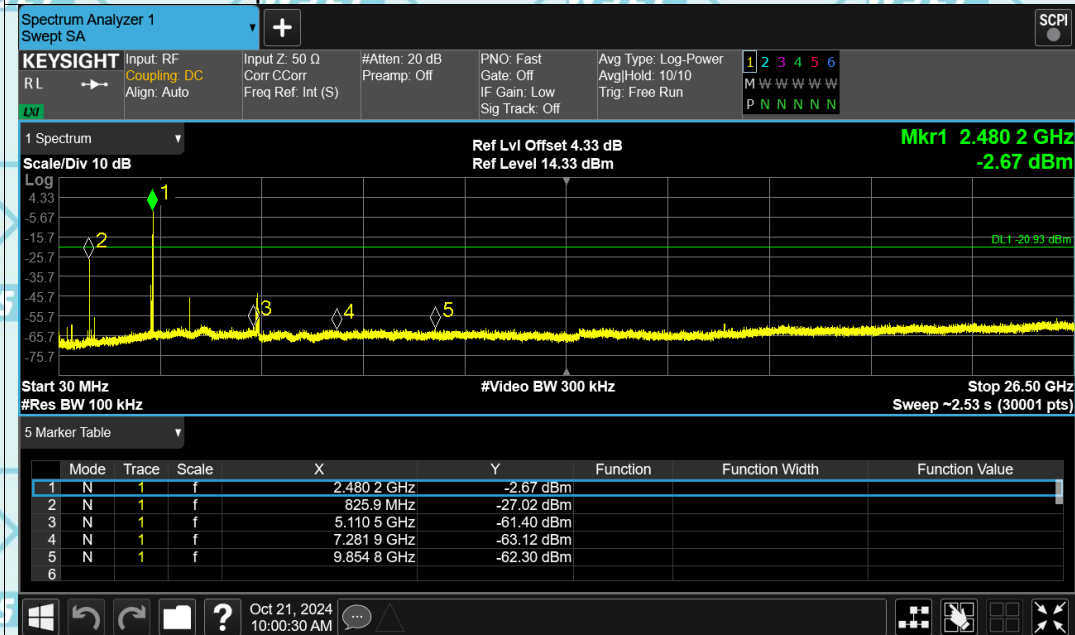 Spectrum Analyzer 1
Swept SA
+
SCPI
KEYSIGHT
RL
LXI
Input: RF
Coupling: DC
Align: Auto
Input Z: 50 Ω
Corr CCorr
Freq Ref: Int (S)
#Atten: 20 dB
Preamp: Off
PNO: Fast
Gate: Off
IF Gain: Low
Sig Track: Off
Avg Type: Log-Power
Avg|Hold: 10/10
Trig: Free Run
1 2 3 4 5 6
M W W W W W
P N N N N N
1 Spectrum
Scale/Div 10 dB
Ref Lvl Offset 4.33 dB
Ref Level 14.33 dBm
Mkr1 2.480 2 GHz
-2.67 dBm
Log
4.33
-5.67
-15.7
-25.7
-35.7
-45.7
-55.7
-65.7
-75.7
1
2
3
4
5
DL1 -20.93 dBm
Start 30 MHz
#Video BW 300 kHz
Stop 26.50 GHz
#Res BW 100 kHz
Sweep ~2.53 s (30001 pts)
5 Marker Table
Mode Trace Scale X Y Function Function Width Function Value
1 N 1 f 2.480 2 GHz -2.67 dBm
2 N 1 f 825.9 MHz -27.02 dBm
3 N 1 f 5.110 5 GHz -61.40 dBm
4 N 1 f 7.281 9 GHz -63.12 dBm
5 N 1 f 9.854 8 GHz -62.30 dBm
6
?
Oct 21, 2024
10:00:30 AM